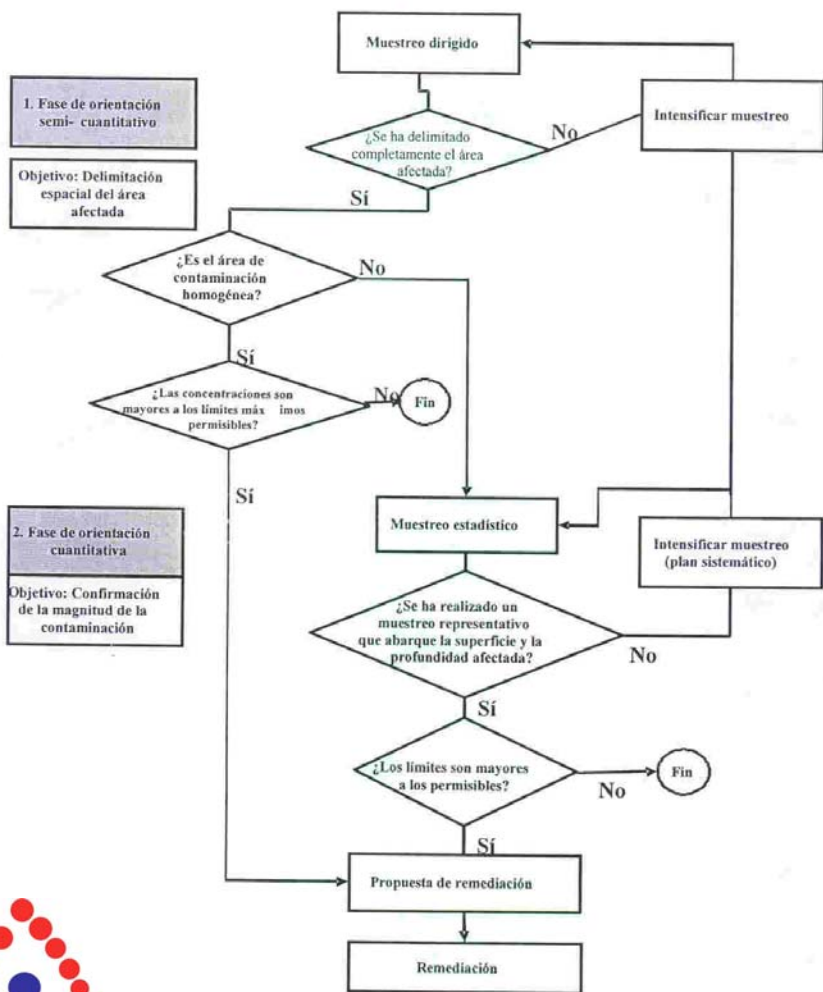 Muestreo dirigido
1. Fase de orientación
semi- cuantitativo
Objetivo: Delimitación
espacial del área
afectada
¿Se ha delimitado
completamente el área
afectada?
No
Intensificar muestreo
Sí
¿Es el área de
contaminación
homogénea?
No
Sí
¿Las concentraciones son
mayores a los límites máx imos
permisibles?
No
Fin
Sí
2. Fase de orientación
cuantitativa
Objetivo: Confirmación
de la magnitud de la
contaminación
Muestreo estadístico
Intensificar muestreo
(plan sistemático)
¿Se ha realizado un
muestreo representativo
que abarque la superficie y la
profundidad afectada?
No
Sí
¿Los límites son mayores
a los permisibles?
No
Fin
Sí
Propuesta de remediación
Remediación